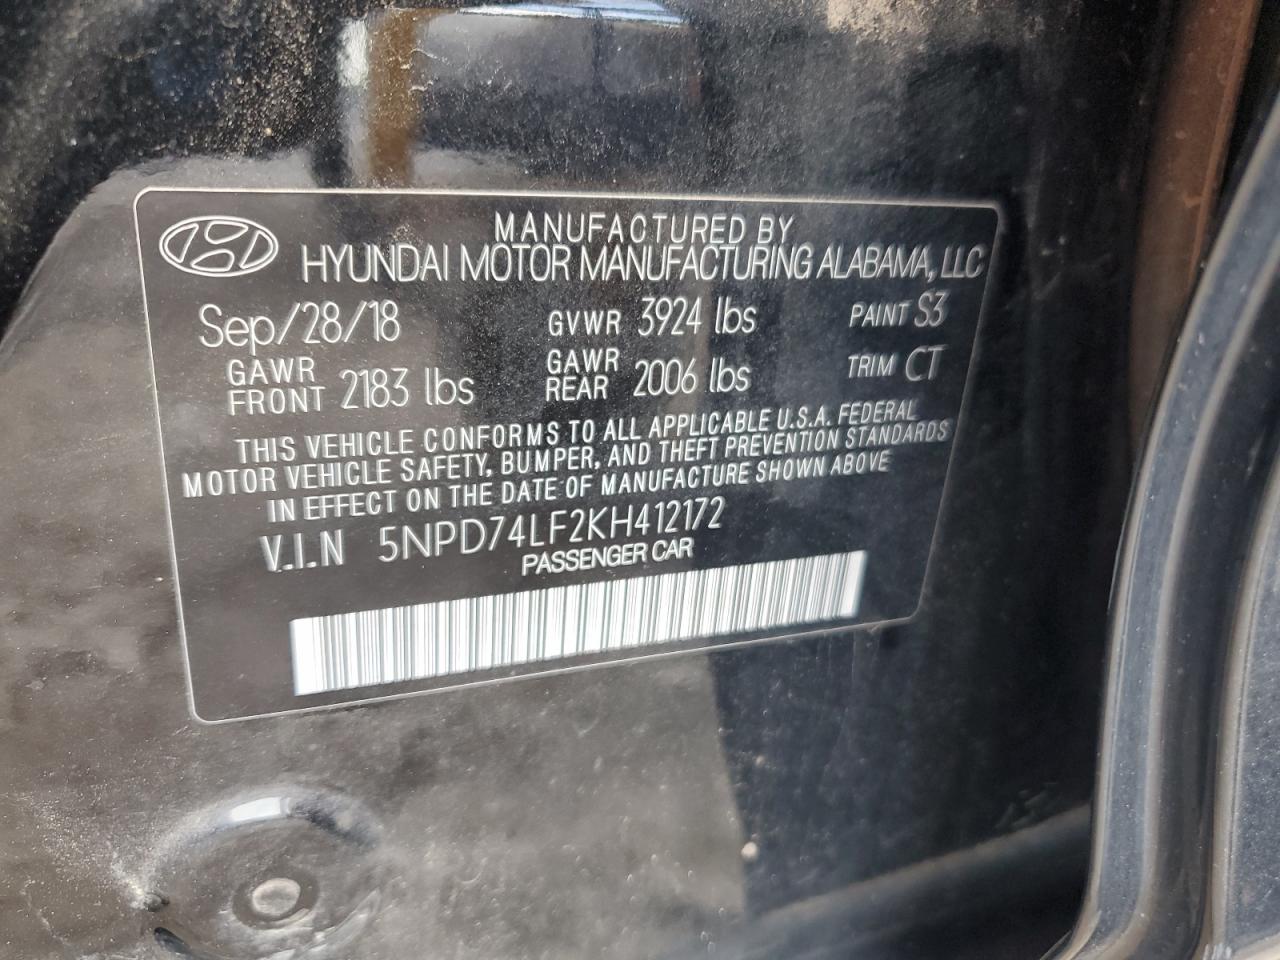 MANUFACTURED BY
HYUNDAI MOTOR MANUFACTURING ALABAMA, LLC
Sep/28/18 GVWR 3924 lbs PAINT S3
GAWR FRONT 2183 lbs GAWR REAR 2006 lbs TRIM CT
THIS VEHICLE CONFORMS TO ALL APPLICABLE U.S.A. FEDERAL
MOTOR VEHICLE SAFETY, BUMPER, AND THEFT PREVENTION STANDARDS
IN EFFECT ON THE DATE OF MANUFACTURE SHOWN ABOVE
V.I.N 5NPD74LF2KH412172
PASSENGER CAR